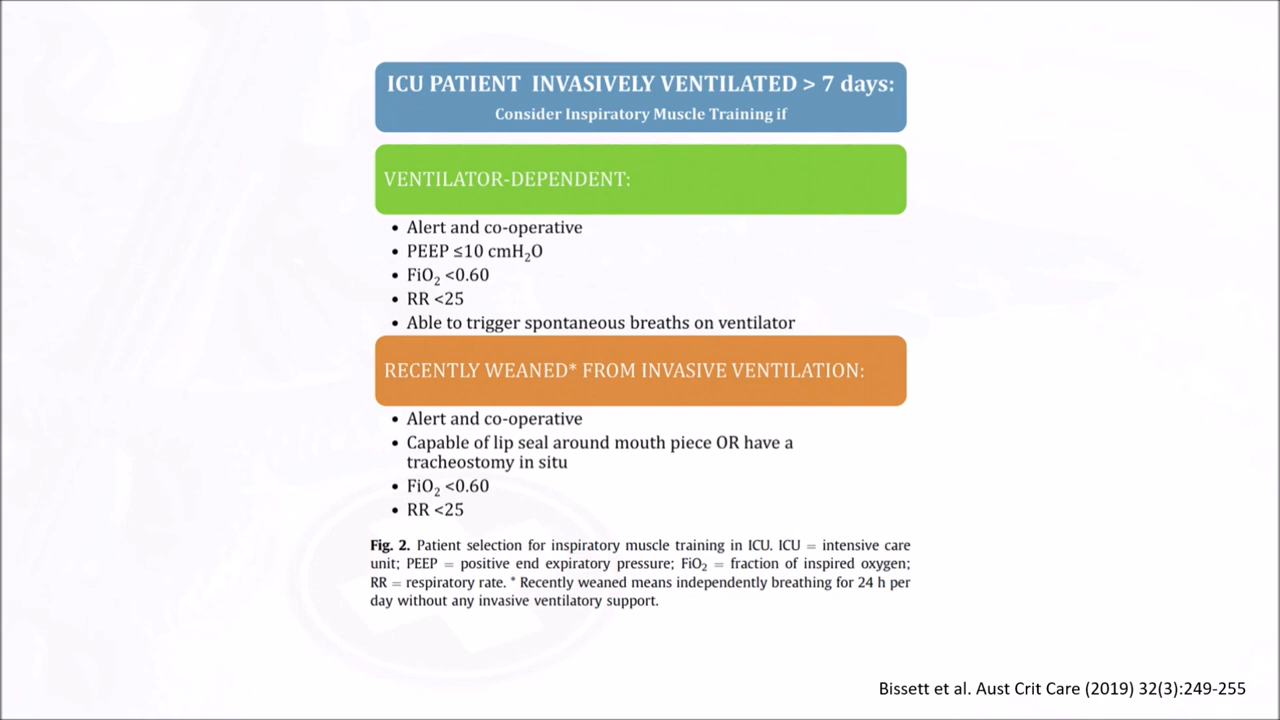 ICU PATIENT INVASIVELY VENTILATED > 7 days:
Consider Inspiratory Muscle Training if
VENTILATOR-DEPENDENT:
• Alert and co-operative
• PEEP ≤10 cmH₂O
• FiO₂ <0.60
• RR <25
• Able to trigger spontaneous breaths on ventilator
RECENTLY WEANED* FROM INVASIVE VENTILATION:
• Alert and co-operative
• Capable of lip seal around mouth piece OR have a
tracheostomy in situ
• FiO₂ <0.60
• RR <25
Fig. 2. Patient selection for inspiratory muscle training in ICU. ICU = intensive care
unit; PEEP = positive end expiratory pressure; FiO₂ = fraction of inspired oxygen;
RR = respiratory rate. * Recently weaned means independently breathing for 24 h per
day without any invasive ventilatory support.
Bissett et al. Aust Crit Care (2019) 32(3):249-255